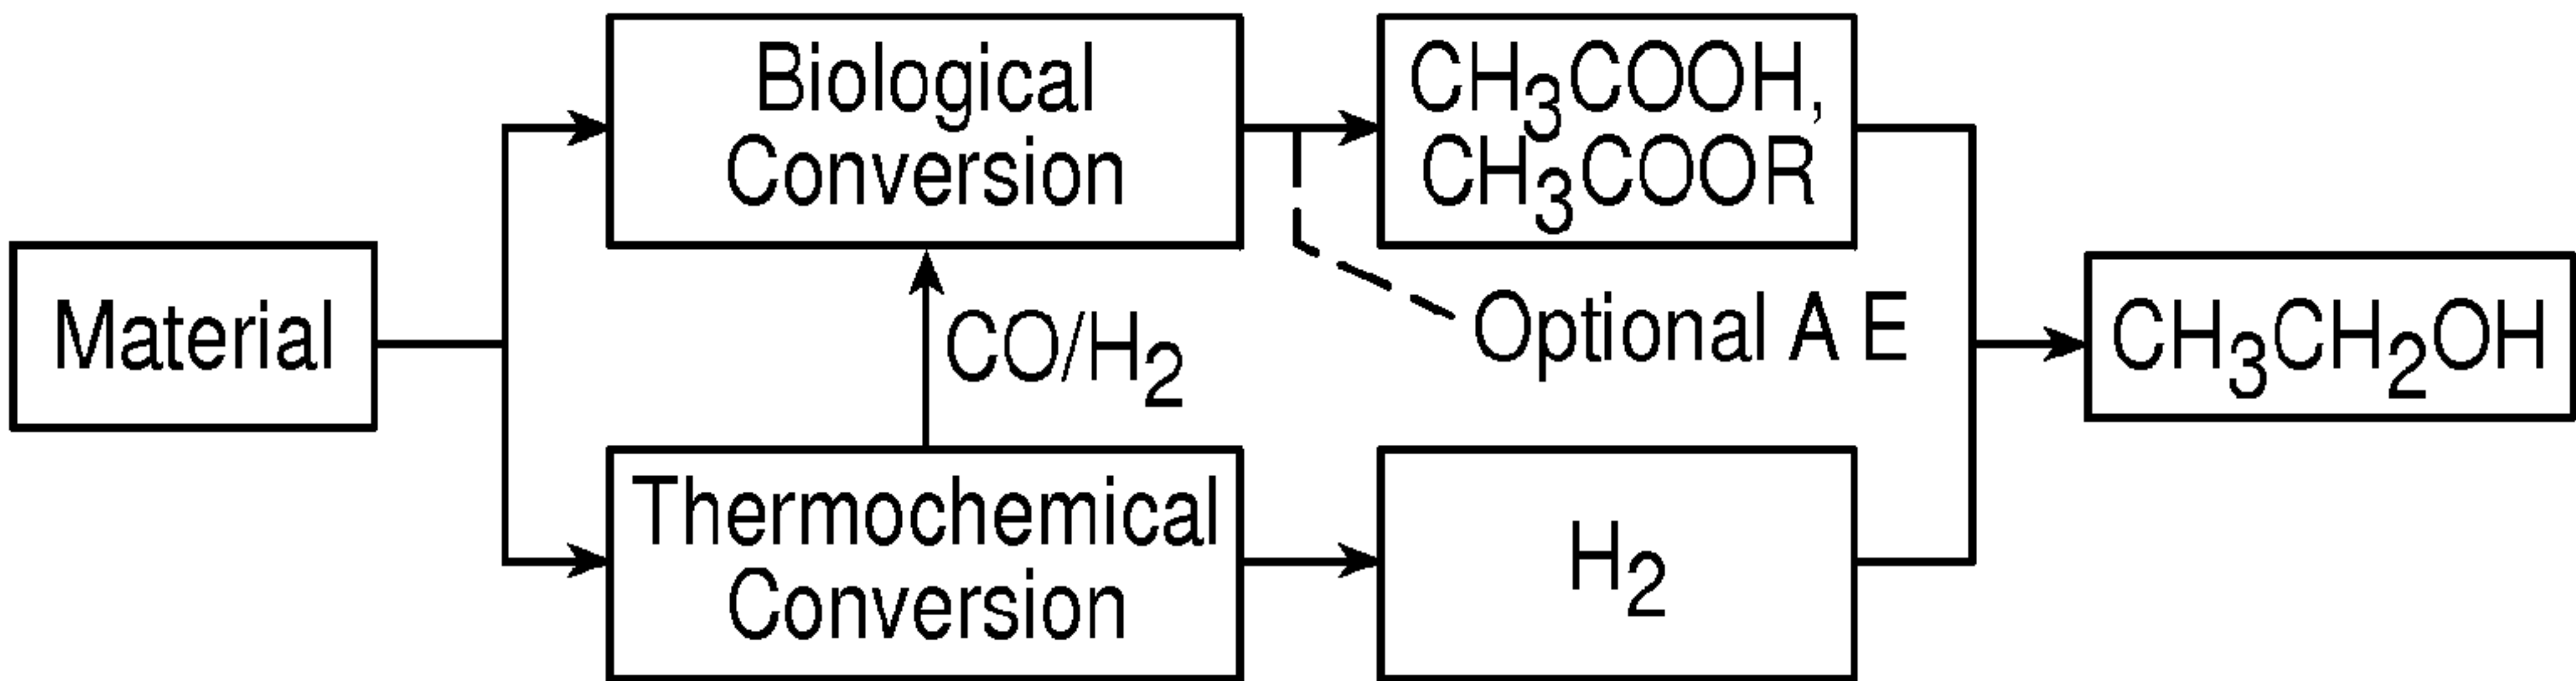 Biological
Conversion
CH3COOH,
CH3COOR
Material
CO/H2
Optional A E
CH3CH2OH
Thermochemical
Conversion
H2